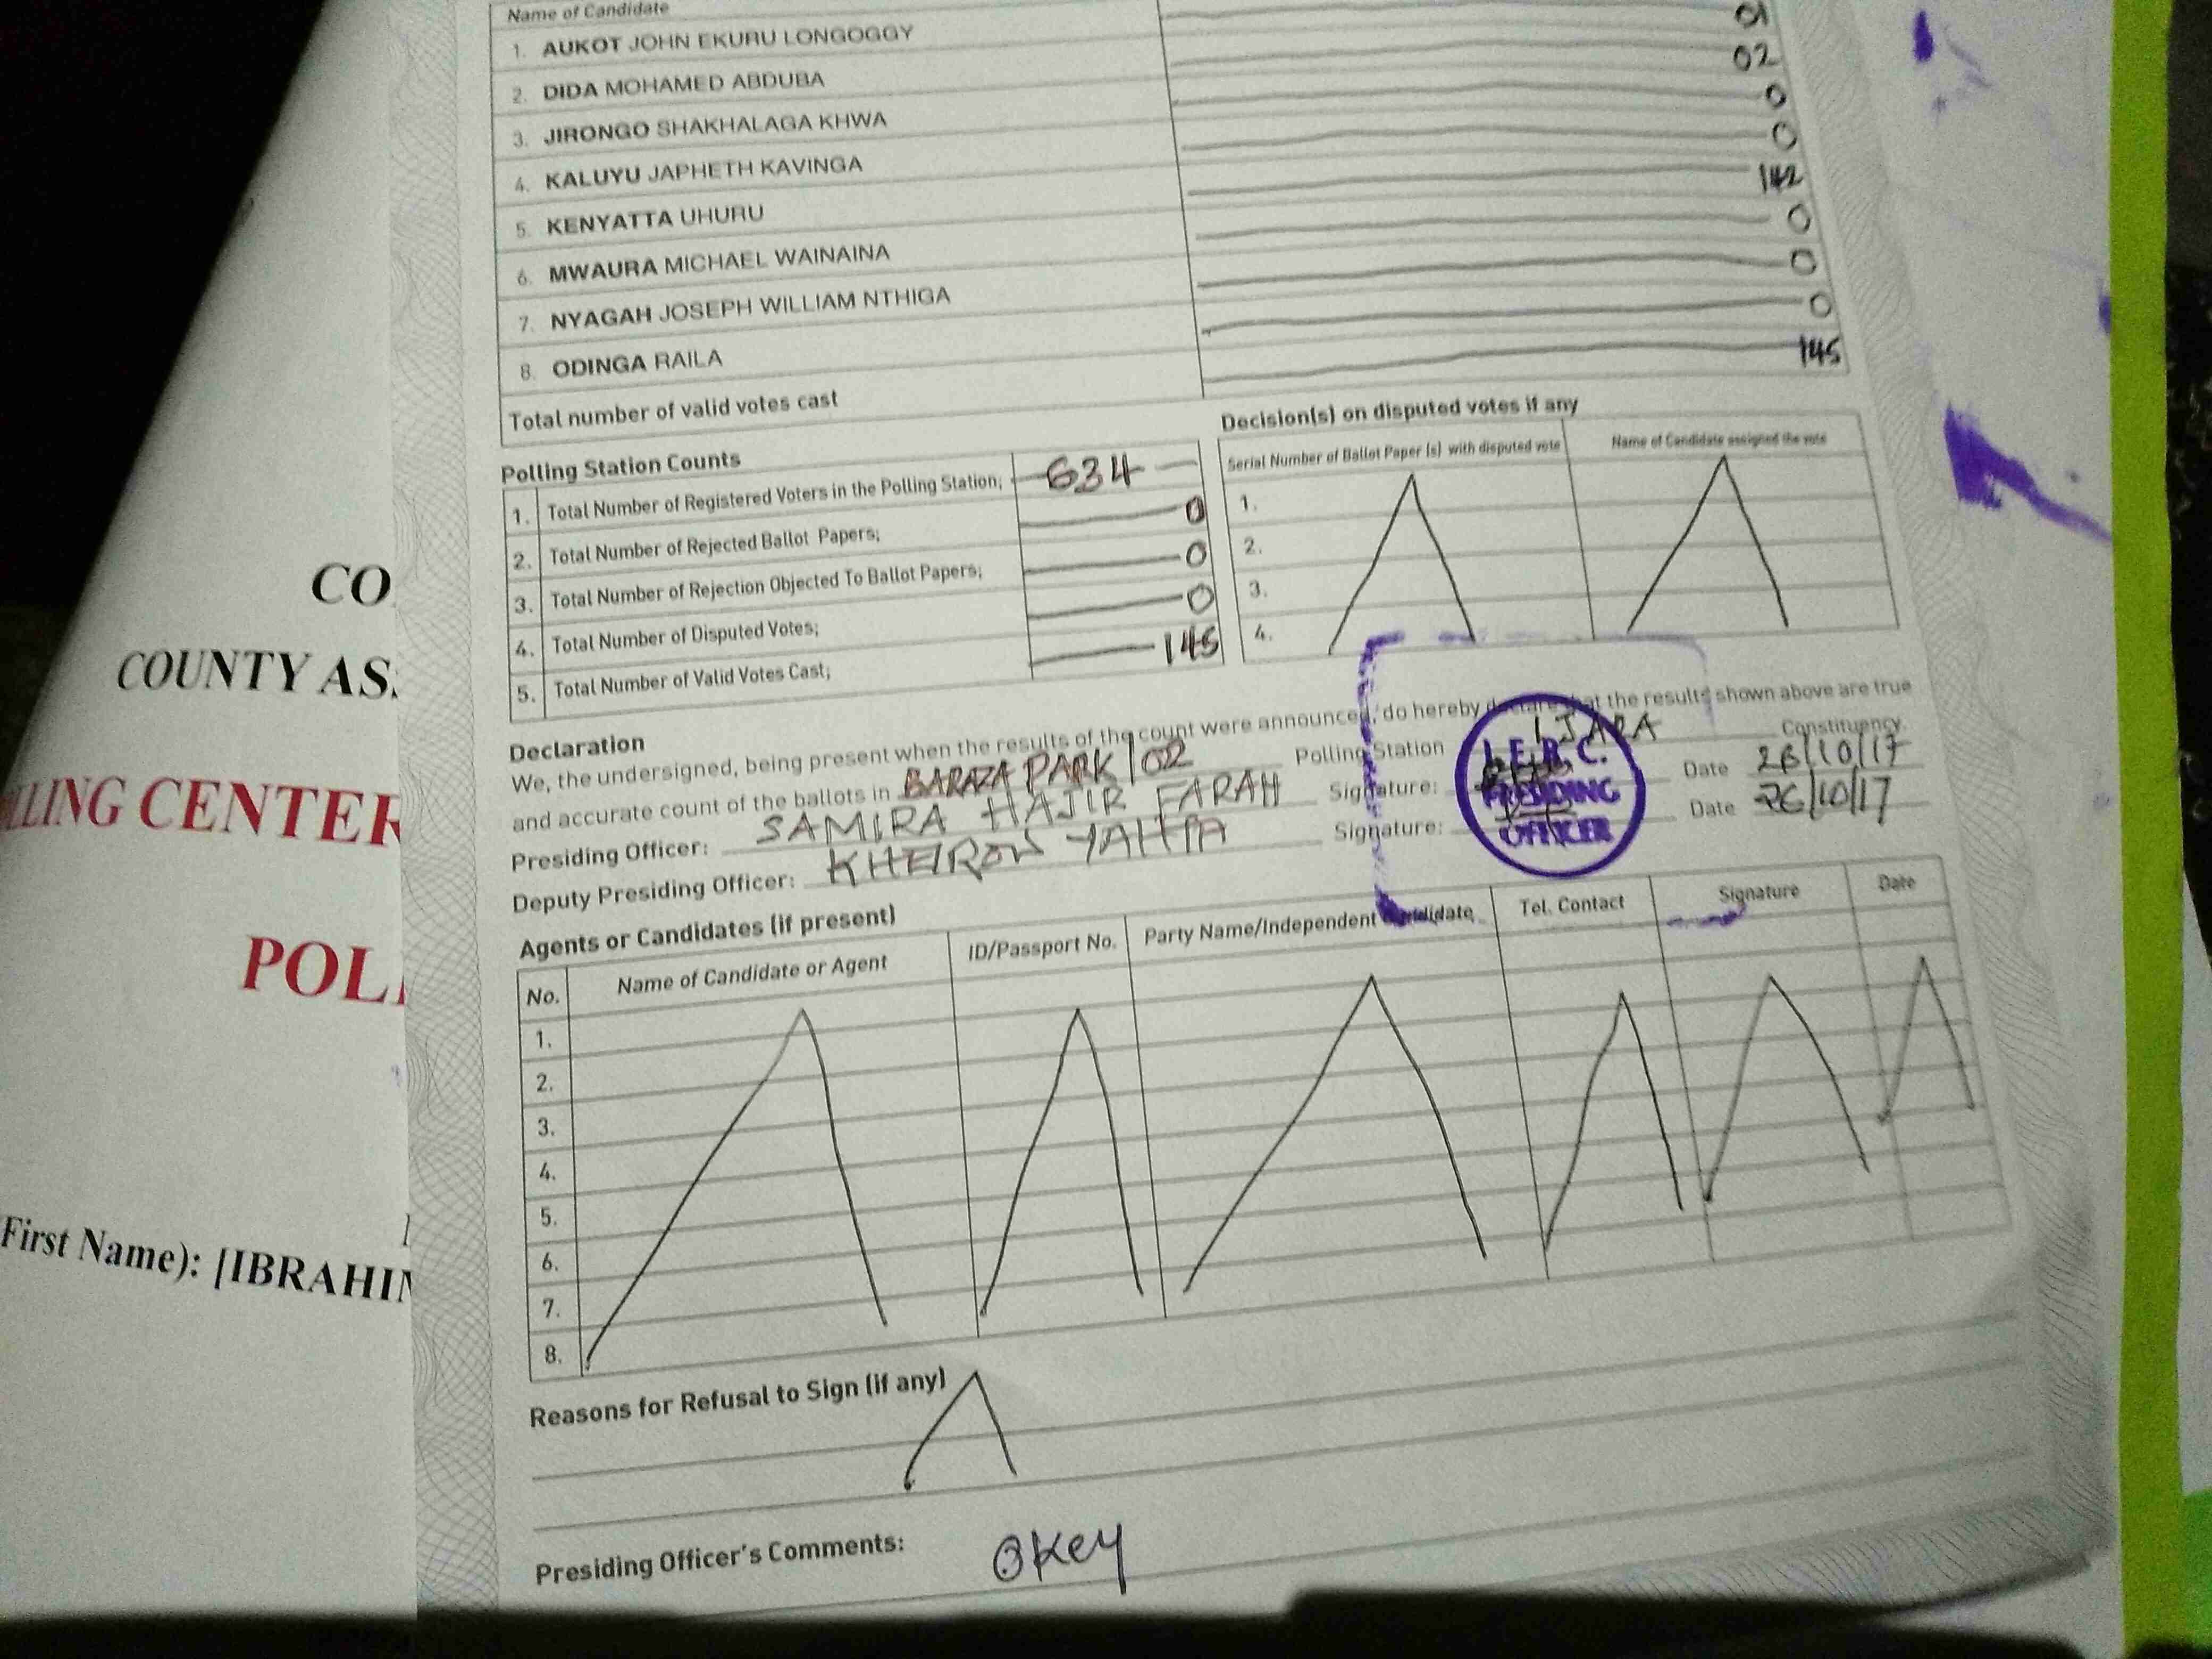 Name of Candidate
1. AUKOT JOHN EKURU LONGOGGY 01
2. DIDA MOHAMED ABDUBA 02
3. JIRONGO SHAKHALAGA KHWA 0
4. KALUYU JAPHETH KAVINGA 0
5. KENYATTA UHURU 142
6. MWAURA MICHAEL WAINAINA 0
7. NYAGAH JOSEPH WILLIAM NTHIGA 0
8. ODINGA RAILA 0
Total number of valid votes cast 145
Polling Station Counts
1. Total Number of Registered Voters in the Polling Station; 634
2. Total Number of Rejected Ballot Papers; 0
3. Total Number of Rejection Objected To Ballot Papers; 0
4. Total Number of Disputed Votes; 0
5. Total Number of Valid Votes Cast; 145
Decision(s) on disputed votes if any
Serial Number of Ballot Paper (s) with disputed vote Name of Candidate assigned the vote
1.
2.
3.
4.
Declaration
We, the undersigned, being present when the results of the count were announced, do hereby declare that the results shown above are true
and accurate count of the ballots in BARAZA PARK/02 Polling Station IJARA Constituency.
Presiding Officer: SAMIRA HAJIR FARAH Signature: Date 26/10/17
Deputy Presiding Officer: YAHYA Signature: Date 26/10/17
I.E.B.C.
PRESIDING
OFFICER
Agents or Candidates (if present)
No. Name of Candidate or Agent ID/Passport No. Party Name/Independent Candidate Tel. Contact Signature Date
1.
2.
3.
4.
5.
6.
7.
8.
Reasons for Refusal to Sign (if any)
Presiding Officer's Comments: Okey
CO
COUNTY AS
LLING CENTER
POL
First Name): [IBRAHIM